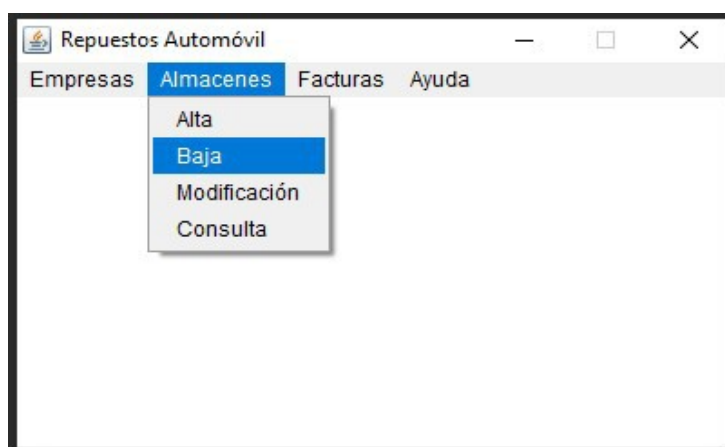 Repuestos Automóvil
Empresas Almacenes Facturas Ayuda
Alta
Baja
Modificación
Consulta